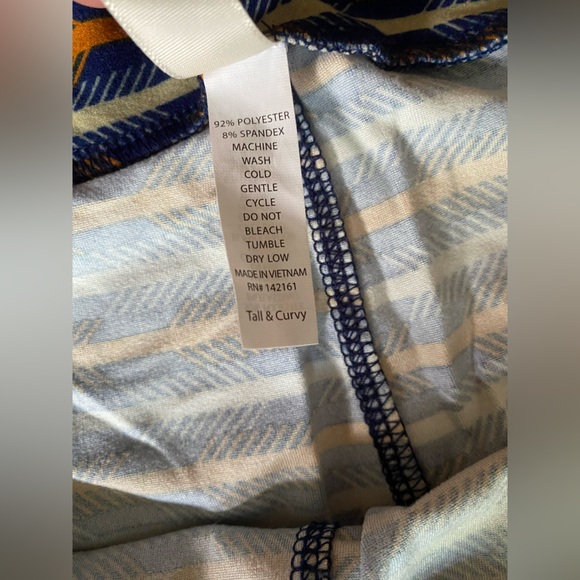 92% POLYESTER
8% SPANDEX
MACHINE
WASH
COLD
GENTLE
CYCLE
DO NOT
BLEACH
TUMBLE
DRY LOW
MADE IN VIETNAM
RN# 142161
Tall & Curvy